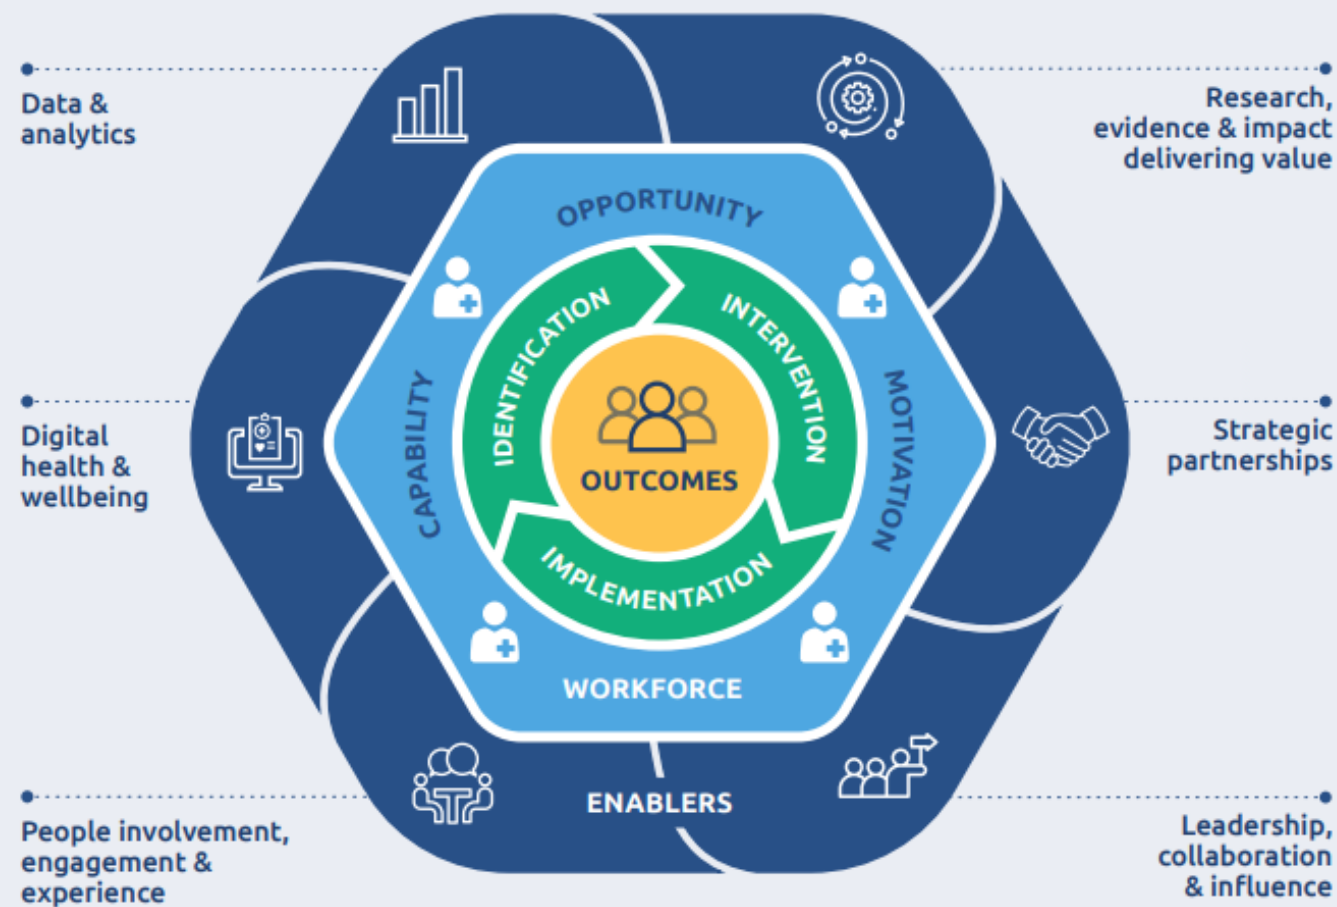 Data &
analytics
Research,
evidence & impact
delivering value
OPPORTUNITY
IDENTIFICATION
INTERVENTION
CAPABILITY
MOTIVATION
OUTCOMES
Digital
health &
wellbeing
Strategic
partnerships
IMPLEMENTATION
WORKFORCE
ENABLERS
People involvement,
engagement &
experience
Leadership,
collaboration
& influence